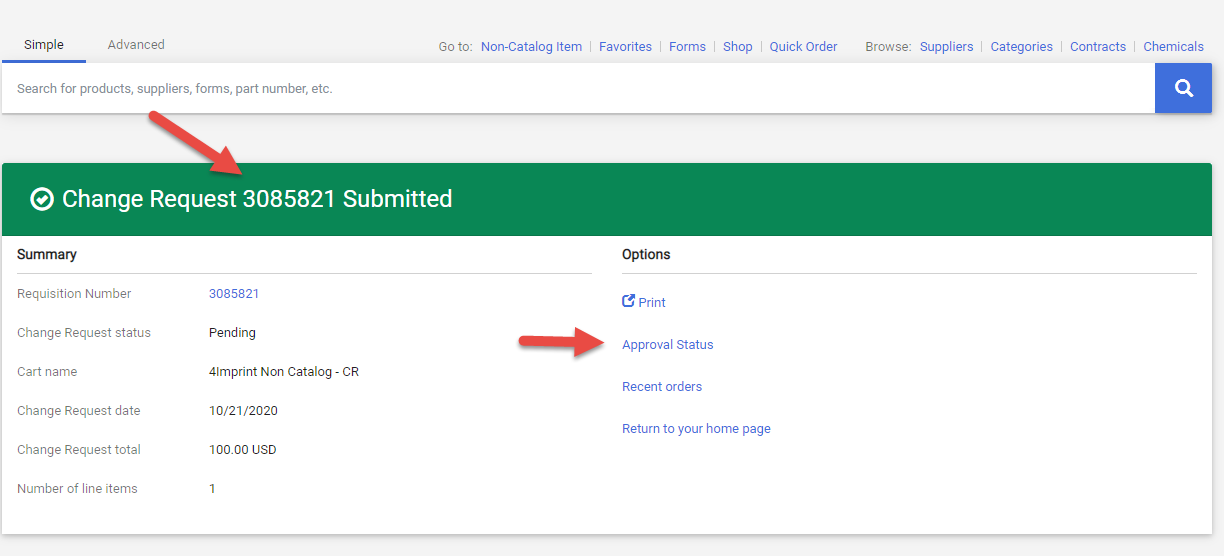 Simple Advanced Go to: Non-Catalog Item | Favorites | Forms | Shop | Quick Order Browse: Suppliers | Categories | Contracts | Chemicals
Search for products, suppliers, forms, part number, etc.
Change Request 3085821 Submitted
Summary
Requisition Number 3085821
Change Request status Pending
Cart name 4Imprint Non Catalog - CR
Change Request date 10/21/2020
Change Request total 100.00 USD
Number of line items 1
Options
Print
Approval Status
Recent orders
Return to your home page